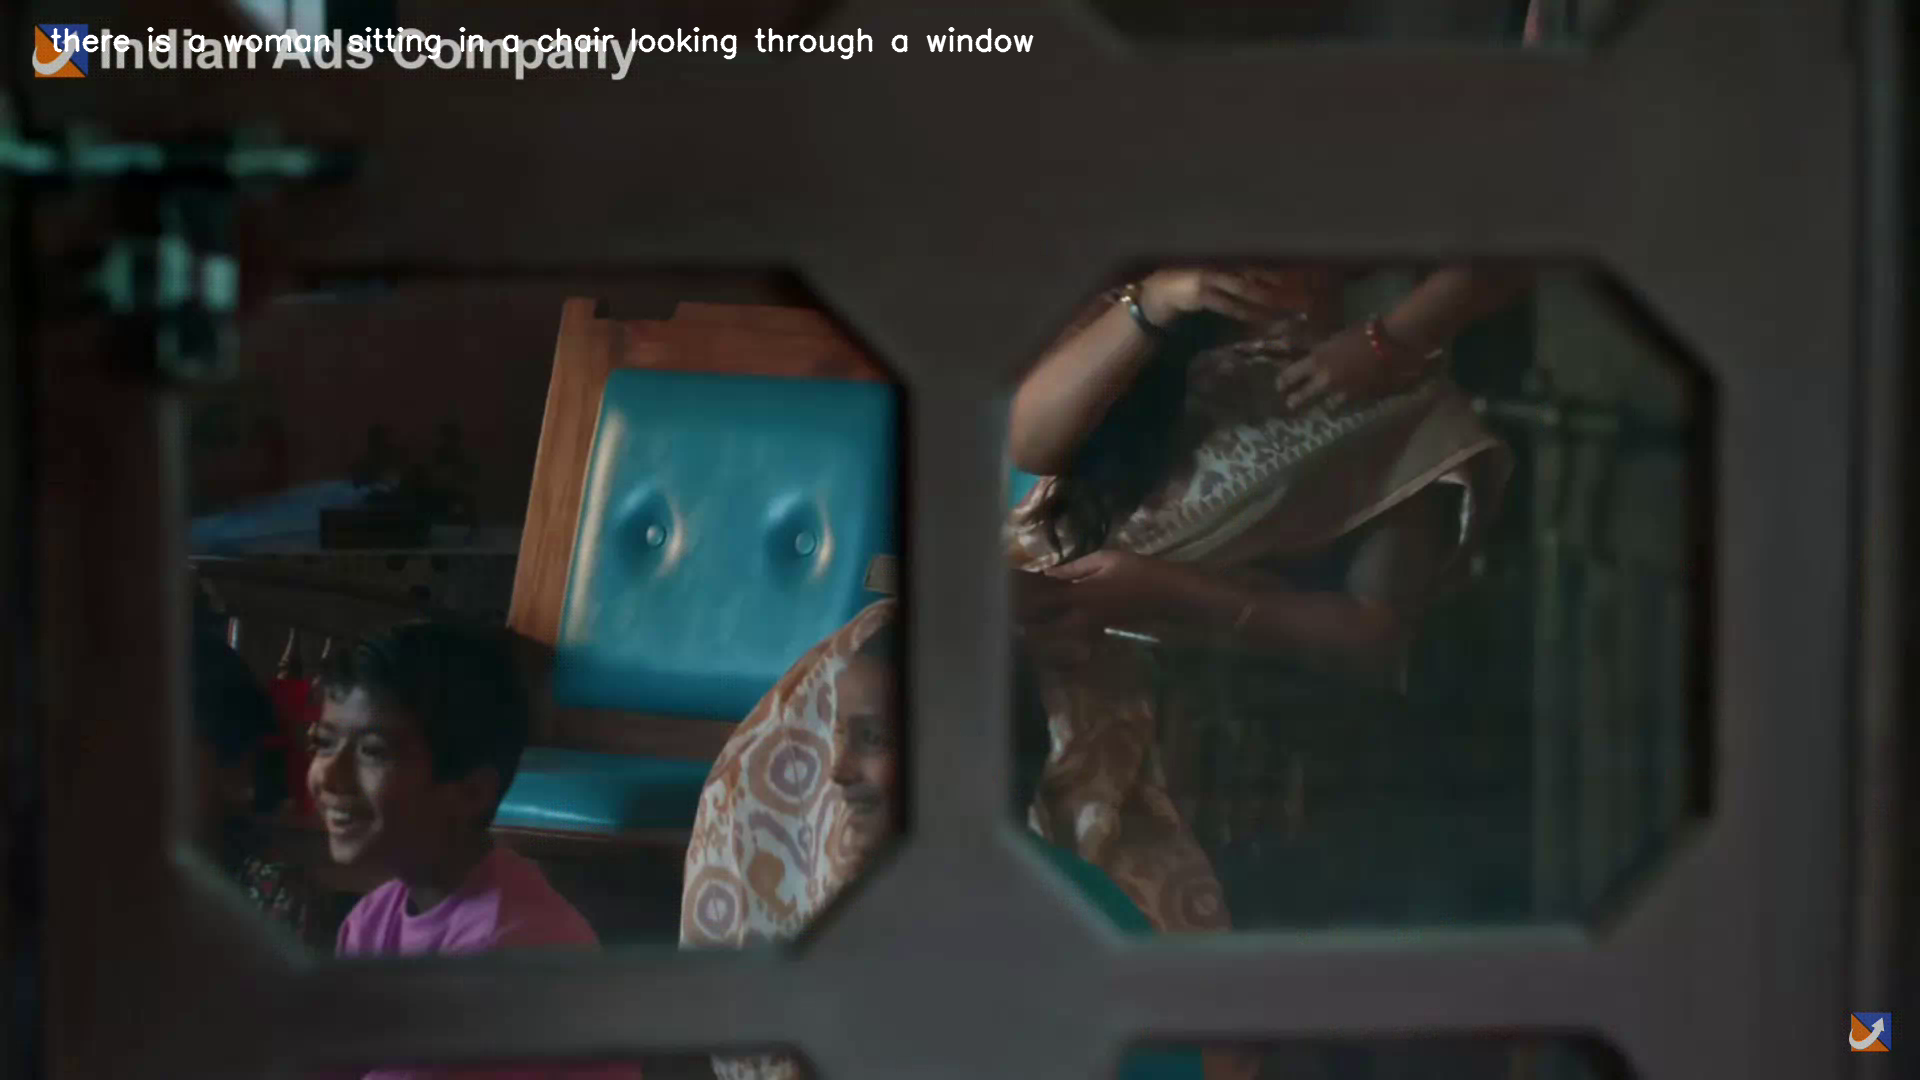 there is a woman sitting in a chair looking through a window
Indian Ads Company